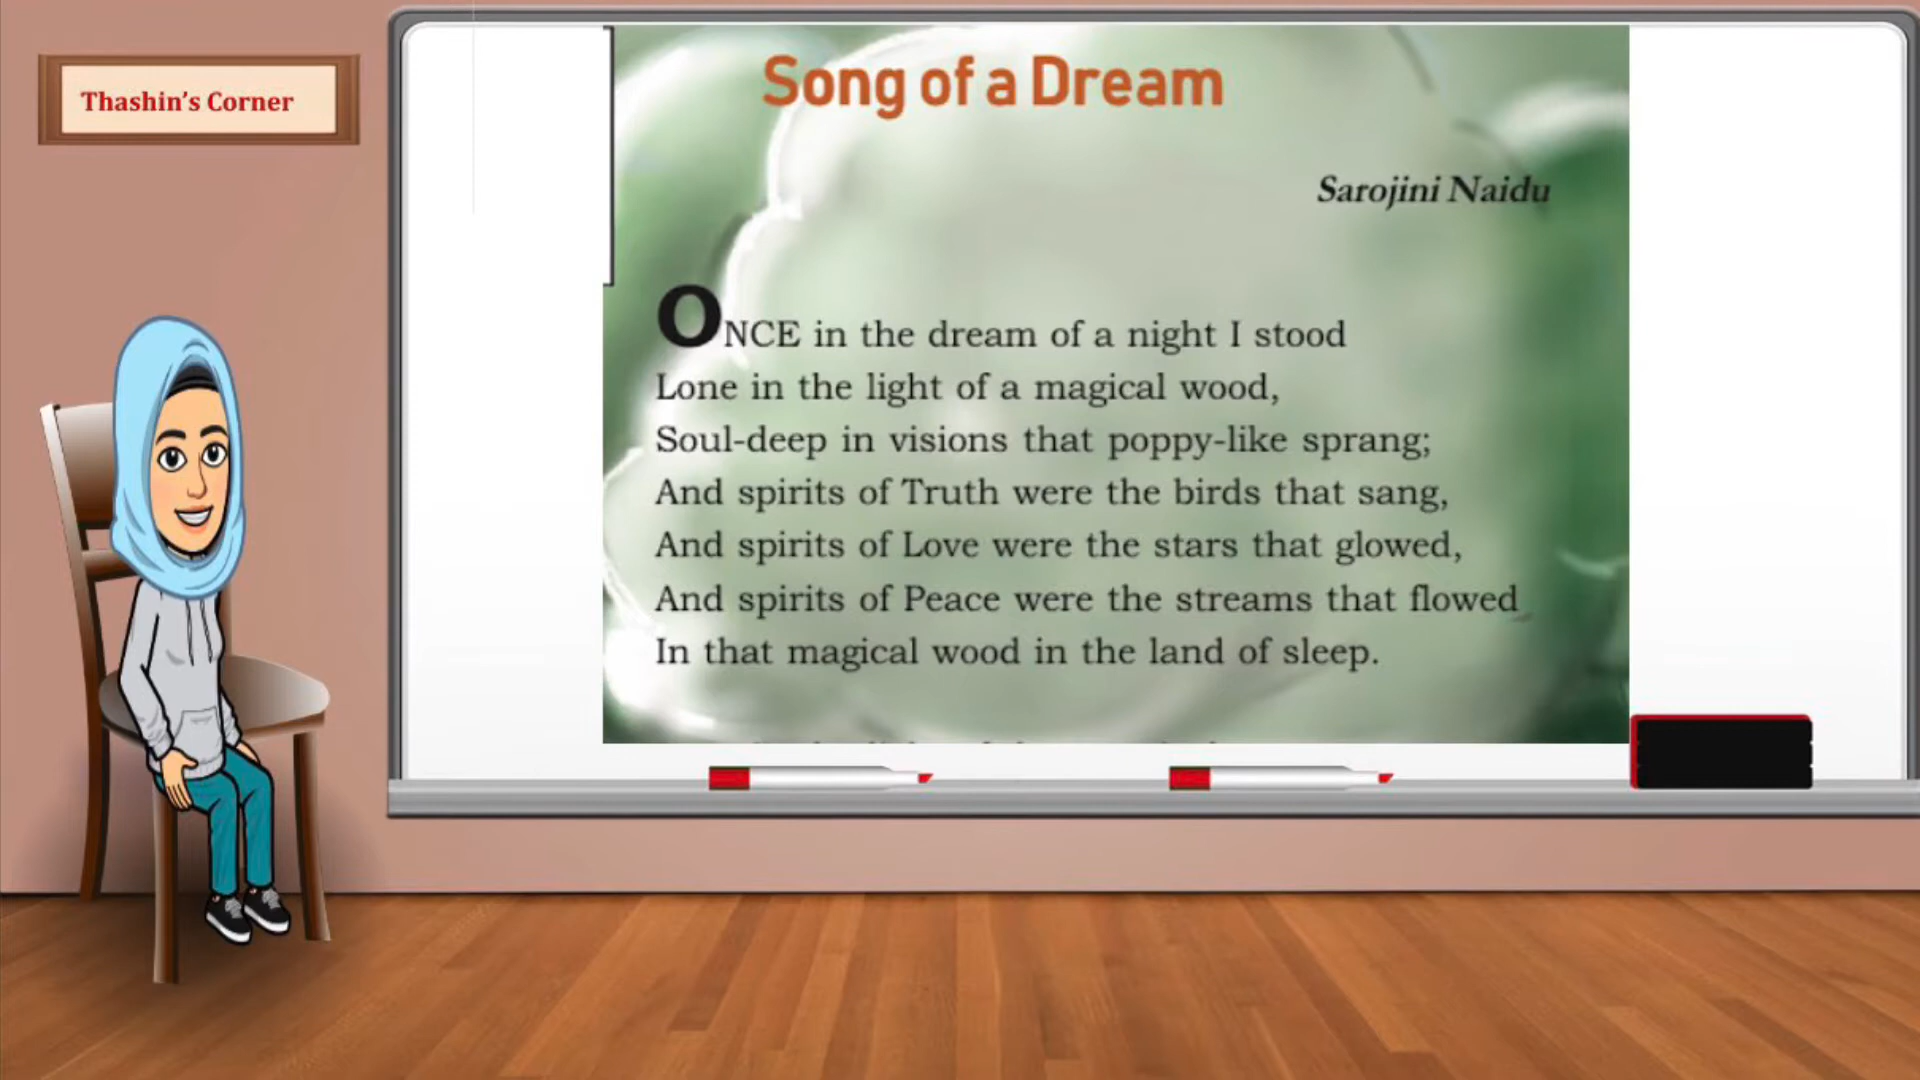 Thashin's Corner
Song of a Dream
Sarojini Naidu
ONCE in the dream of a night I stood
Lone in the light of a magical wood,
Soul-deep in visions that poppy-like sprang;
And spirits of Truth were the birds that sang,
And spirits of Love were the stars that glowed,
And spirits of Peace were the streams that flowed
In that magical wood in the land of sleep.